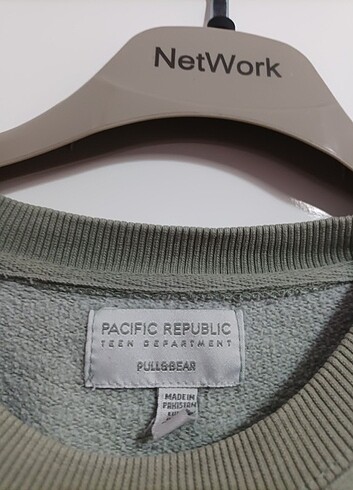 NetWork
PACIFIC REPUBLIC
TEEN DEPARTMENT
PULL&BEAR
MADE IN
PAKISTAN